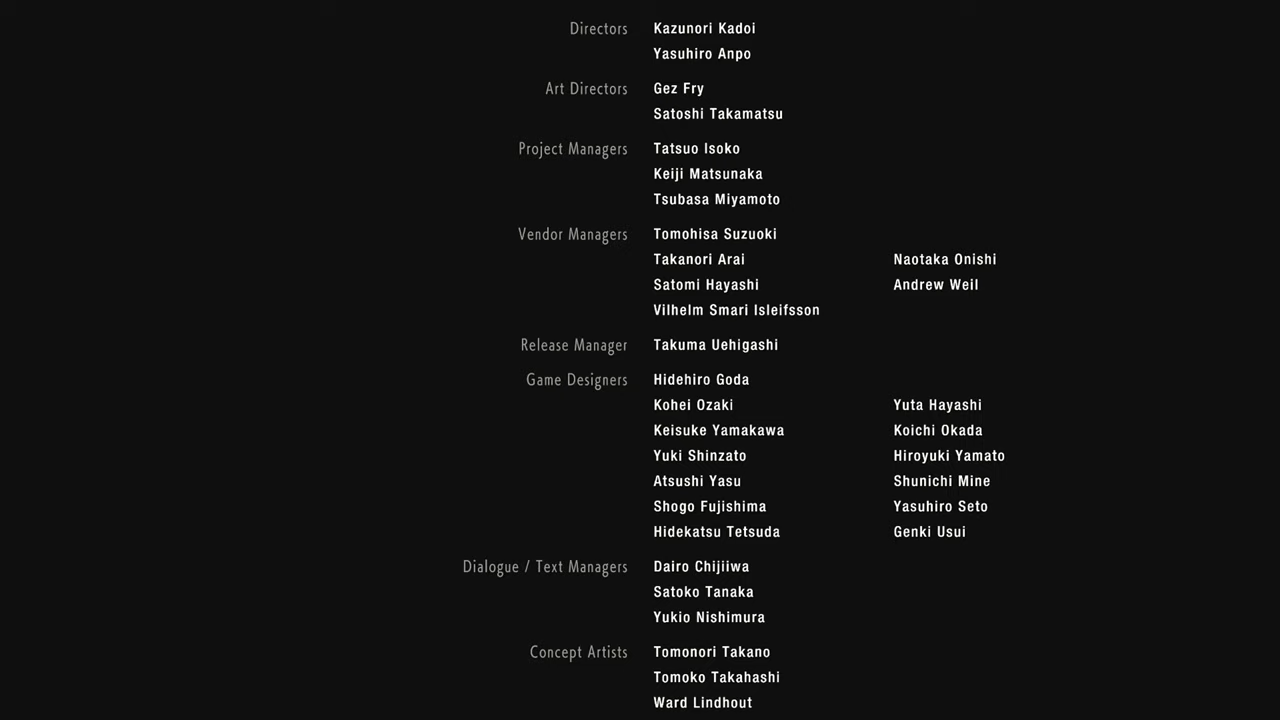 Directors Kazunori Kadoi
Yasuhiro Anpo
Art Directors Gez Fry
Satoshi Takamatsu
Project Managers Tatsuo Isoko
Keiji Matsunaka
Tsubasa Miyamoto
Vendor Managers Tomohisa Suzuoki
Takanori Arai Naotaka Onishi
Satomi Hayashi Andrew Weil
Vilhelm Smari Isleifsson
Release Manager Takuma Uehigashi
Game Designers Hidehiro Goda
Kohei Ozaki Yuta Hayashi
Keisuke Yamakawa Koichi Okada
Yuki Shinzato Hiroyuki Yamato
Atsushi Yasu Shunichi Mine
Shogo Fujishima Yasuhiro Seto
Hidekatsu Tetsuda Genki Usui
Dialogue / Text Managers Dairo Chijiiwa
Satoko Tanaka
Yukio Nishimura
Concept Artists Tomonori Takano
Tomoko Takahashi
Ward Lindhout